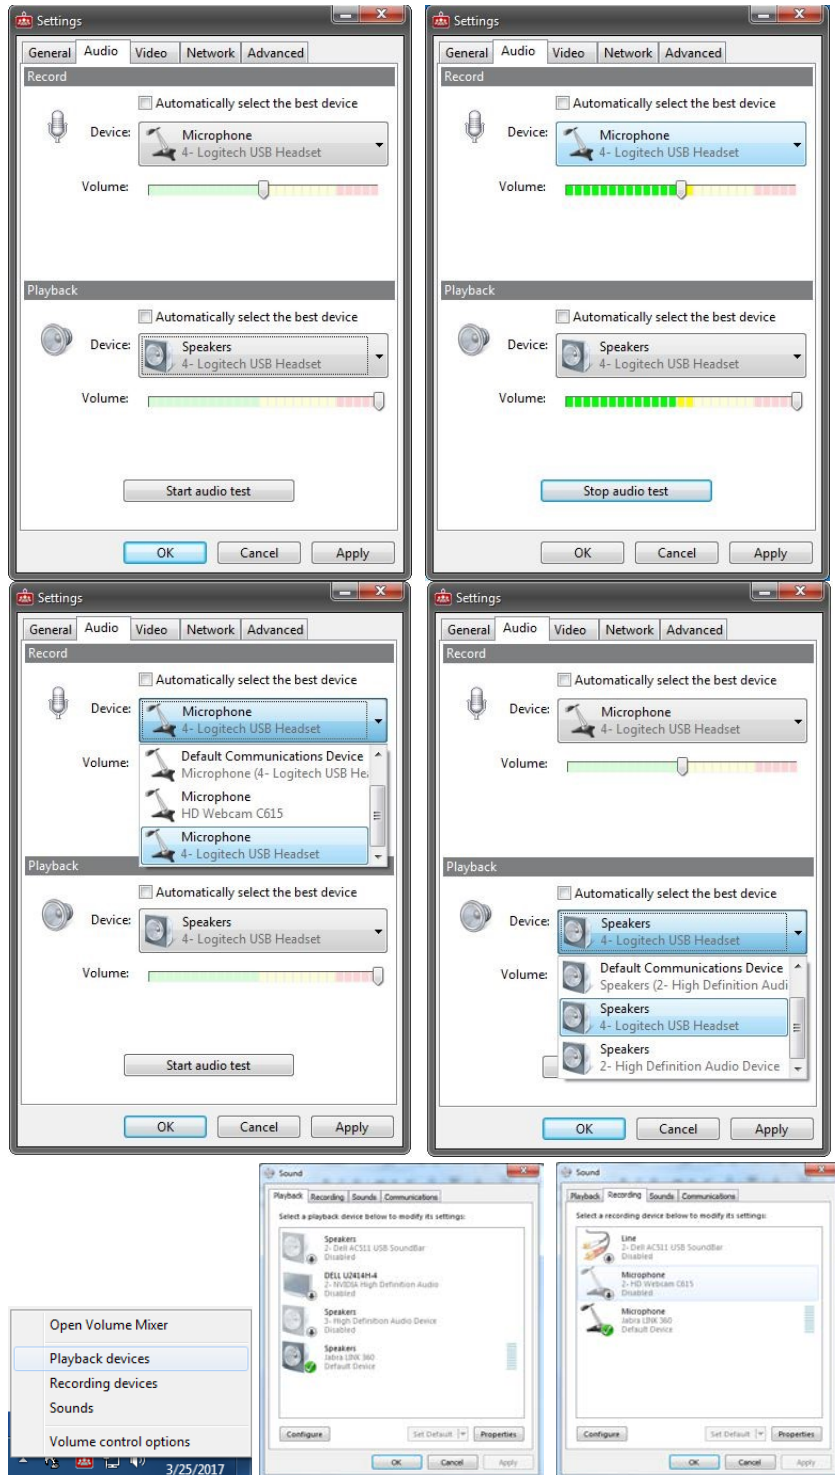 Settings
General Audio Video Network Advanced
Record
Automatically select the best device
Device: Microphone
4- Logitech USB Headset
Volume:
Playback
Automatically select the best device
Device: Speakers
4- Logitech USB Headset
Volume:
Start audio test
OK Cancel Apply
Settings
General Audio Video Network Advanced
Record
Automatically select the best device
Device: Microphone
4- Logitech USB Headset
Volume:
Playback
Automatically select the best device
Device: Speakers
4- Logitech USB Headset
Volume:
Stop audio test
OK Cancel Apply
Settings
General Audio Video Network Advanced
Record
Automatically select the best device
Device: Microphone
4- Logitech USB Headset
Volume: Default Communications Device
Microphone (4- Logitech USB He
Microphone
HD Webcam C615
Microphone
4- Logitech USB Headset
Playback
Automatically select the best device
Device: Speakers
4- Logitech USB Headset
Volume:
Start audio test
OK Cancel Apply
Settings
General Audio Video Network Advanced
Record
Automatically select the best device
Device: Microphone
4- Logitech USB Headset
Volume:
Playback
Automatically select the best device
Device: Speakers
4- Logitech USB Headset
Volume: Default Communications Device
Speakers (2- High Definition Audi
Speakers
4- Logitech USB Headset
Speakers
2- High Definition Audio Device
OK Cancel Apply
Open Volume Mixer
Playback devices
Recording devices
Sounds
Volume control options
3/25/2017
Sound
Playback Recording Sounds Communications
Select a playback device below to modify its settings:
Speakers
2- Dell AC511 USB SoundBar
Disabled
DELL U2414H-4
2- NVIDIA High Definition Audio
Disabled
Speakers
3- High Definition Audio Device
Disabled
Speakers
Jabra LINK 360
Default Device
Configure Set Default Properties
OK Cancel Apply
Sound
Playback Recording Sounds Communications
Select a recording device below to modify its settings:
Line
2- Dell AC511 USB SoundBar
Disabled
Microphone
2- HD Webcam C615
Disabled
Microphone
Jabra LINK 360
Default Device
Configure Set Default Properties
OK Cancel Apply